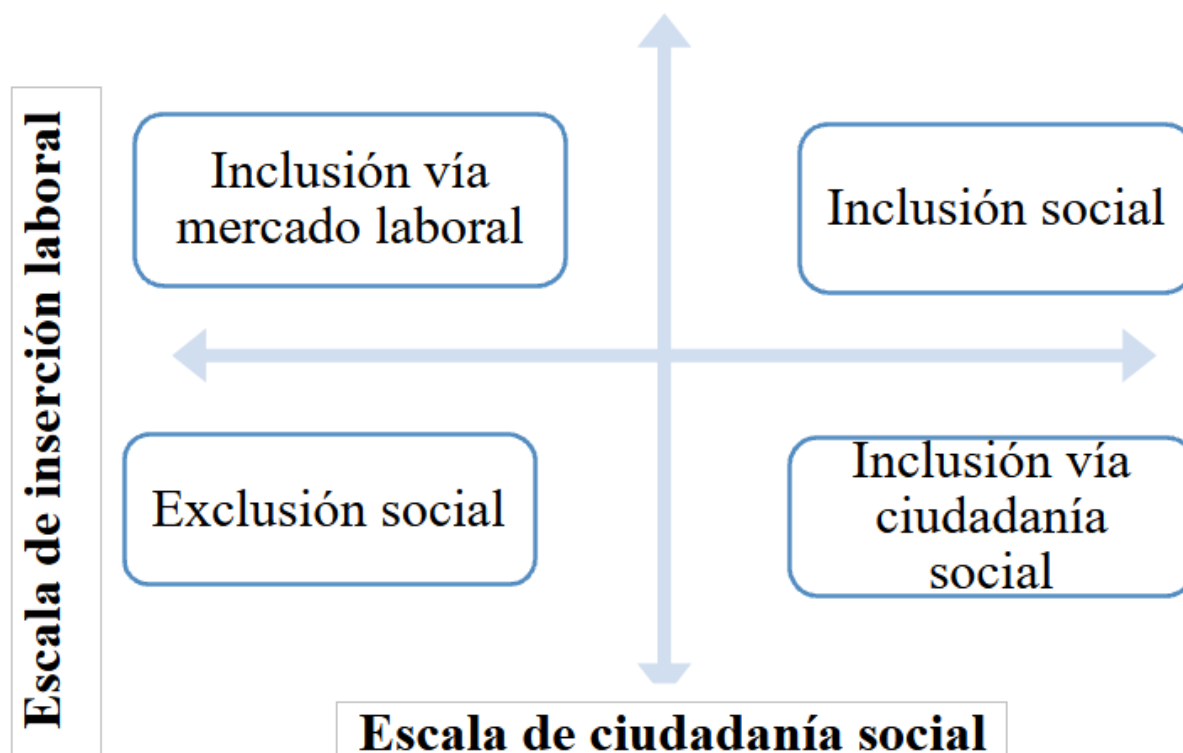 Escala de inserción laboral
Inclusión vía
mercado laboral
Inclusión social
Exclusión social
Inclusión vía
ciudadanía
social
Escala de ciudadanía social